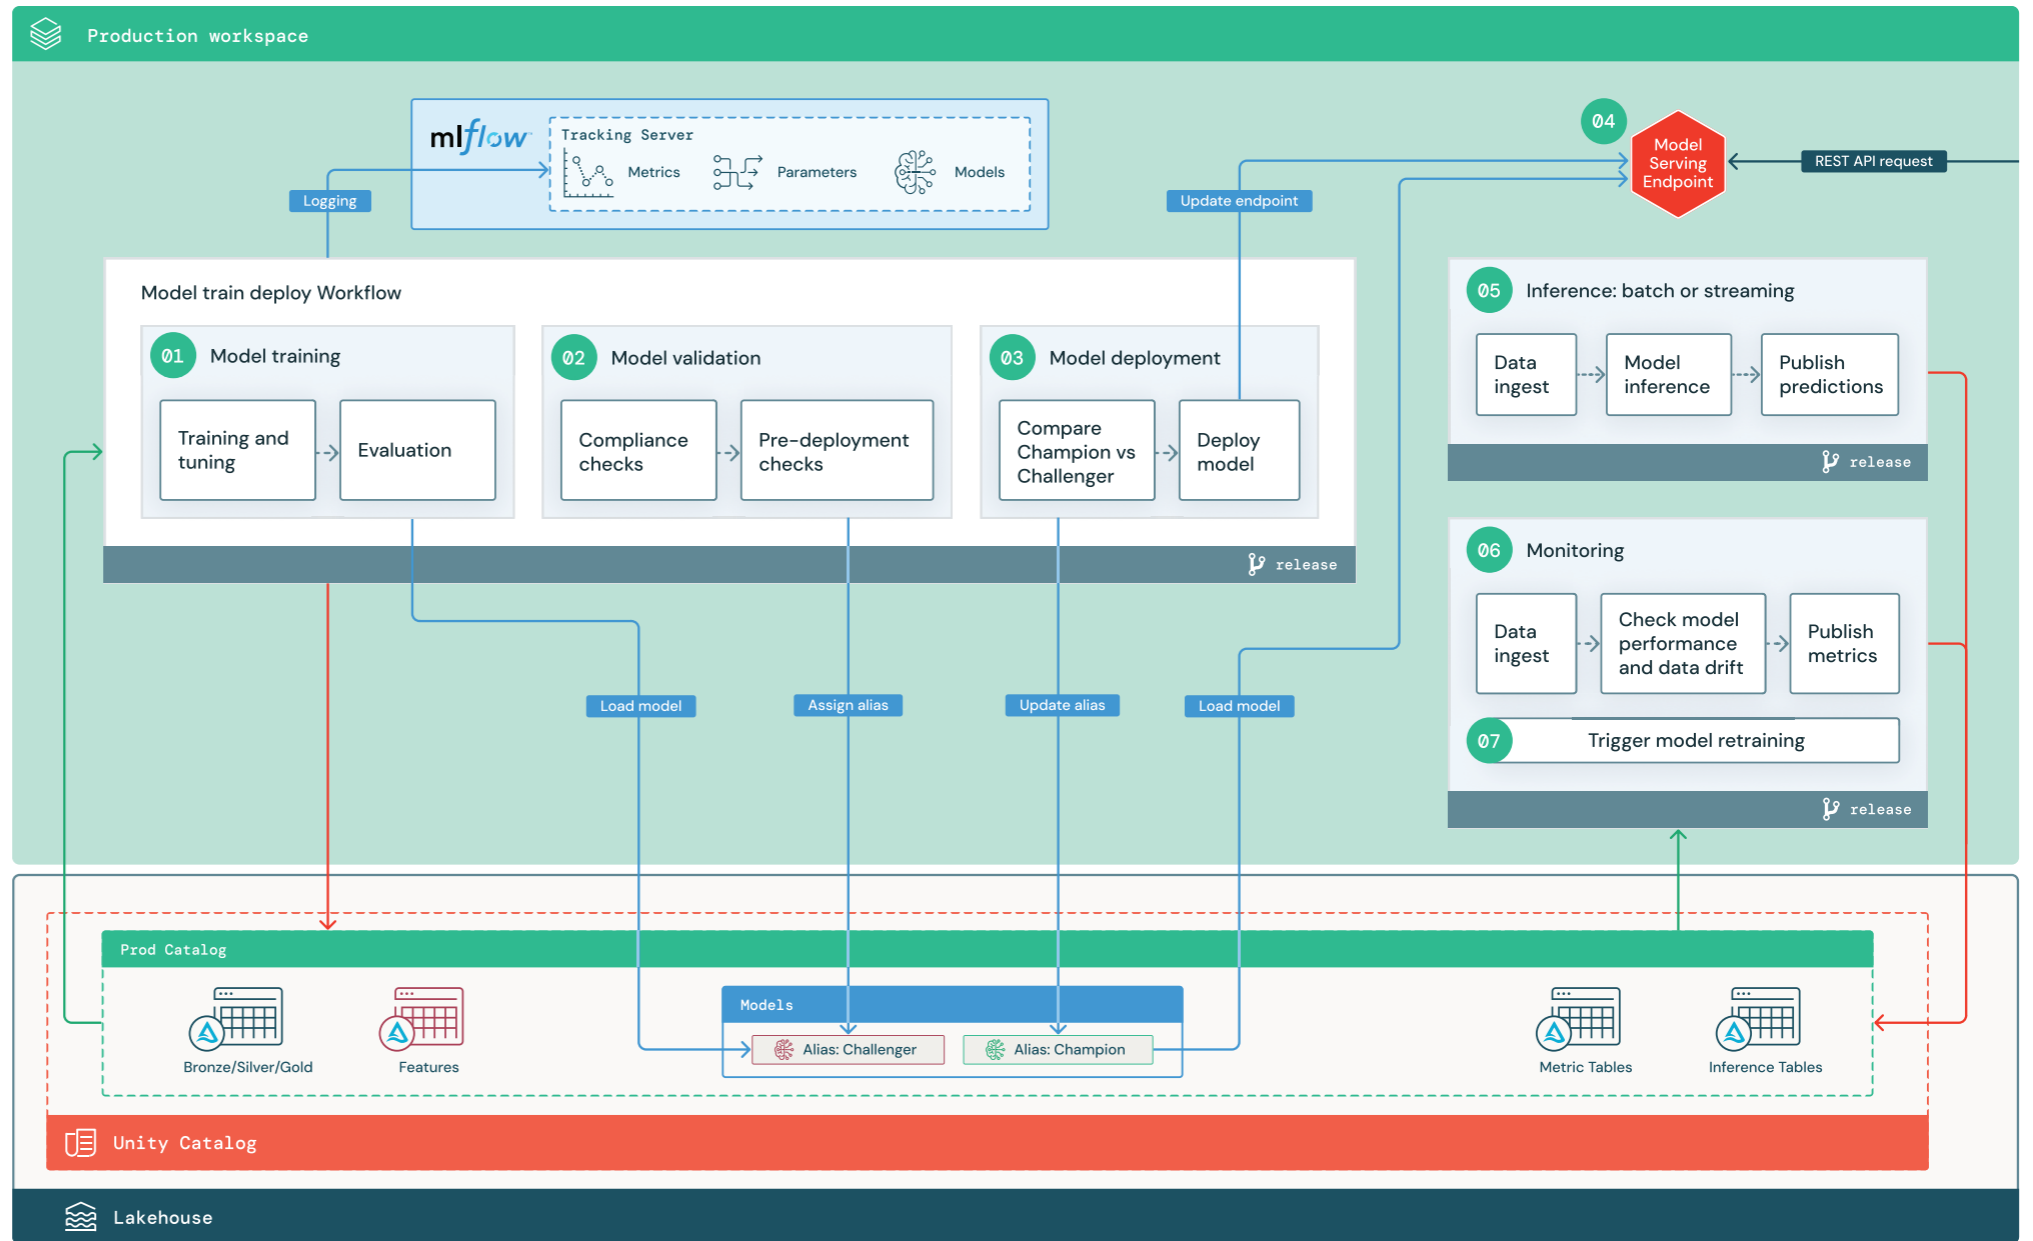 Production workspace
mlflow
Tracking Server
Metrics
Parameters
Models
Logging
Update endpoint
04
Model
Serving
Endpoint
REST API request
Model train deploy Workflow
01
Model training
Training and
tuning
Evaluation
02
Model validation
Compliance
checks
Pre-deployment
checks
03
Model deployment
Compare
Champion vs
Challenger
Deploy
model
release
05
Inference: batch or streaming
Data
ingest
Model
inference
Publish
predictions
release
06
Monitoring
Data
ingest
Check model
performance
and data drift
Publish
metrics
07
Trigger model retraining
release
Load model
Assign alias
Update alias
Load model
Prod Catalog
Bronze/Silver/Gold
Features
Models
Alias: Challenger
Alias: Champion
Metric Tables
Inference Tables
Unity Catalog
Lakehouse